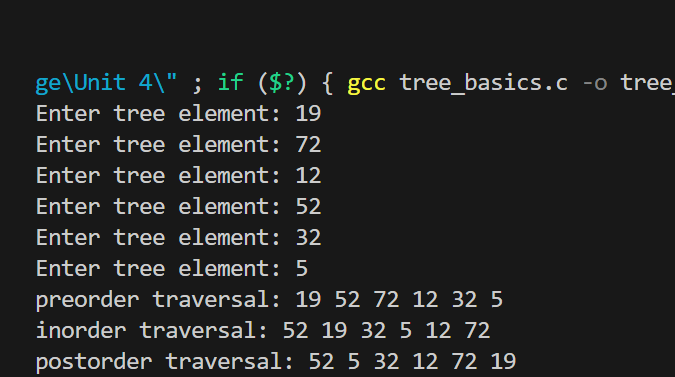 ge\Unit 4\" ; if ($?) { gcc tree_basics.c -o tree_
Enter tree element: 19
Enter tree element: 72
Enter tree element: 12
Enter tree element: 52
Enter tree element: 32
Enter tree element: 5
preorder traversal: 19 52 72 12 32 5
inorder traversal: 52 19 32 5 12 72
postorder traversal: 52 5 32 12 72 19